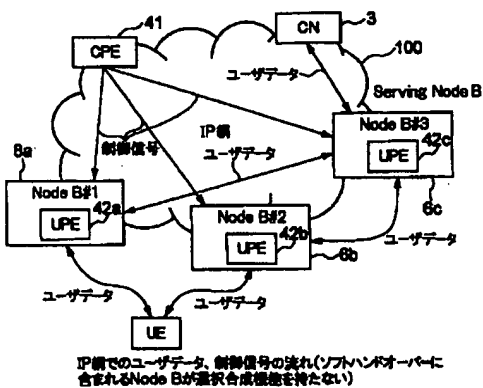 41
CPE
CN
3
100
ユーザデータ
Serving Node B
Node B#3
42c
UPE
6c
制御信号
IP網
ユーザデータ
6a
Node B#1
42a
UPE
Node B#2
42b
UPE
6b
ユーザデータ
ユーザデータ
ユーザデータ
UE
IP網でのユーザデータ、制御信号の流れ(ソフトハンドオーバーに
含まれるNode Bが選択合成機能を持たない)